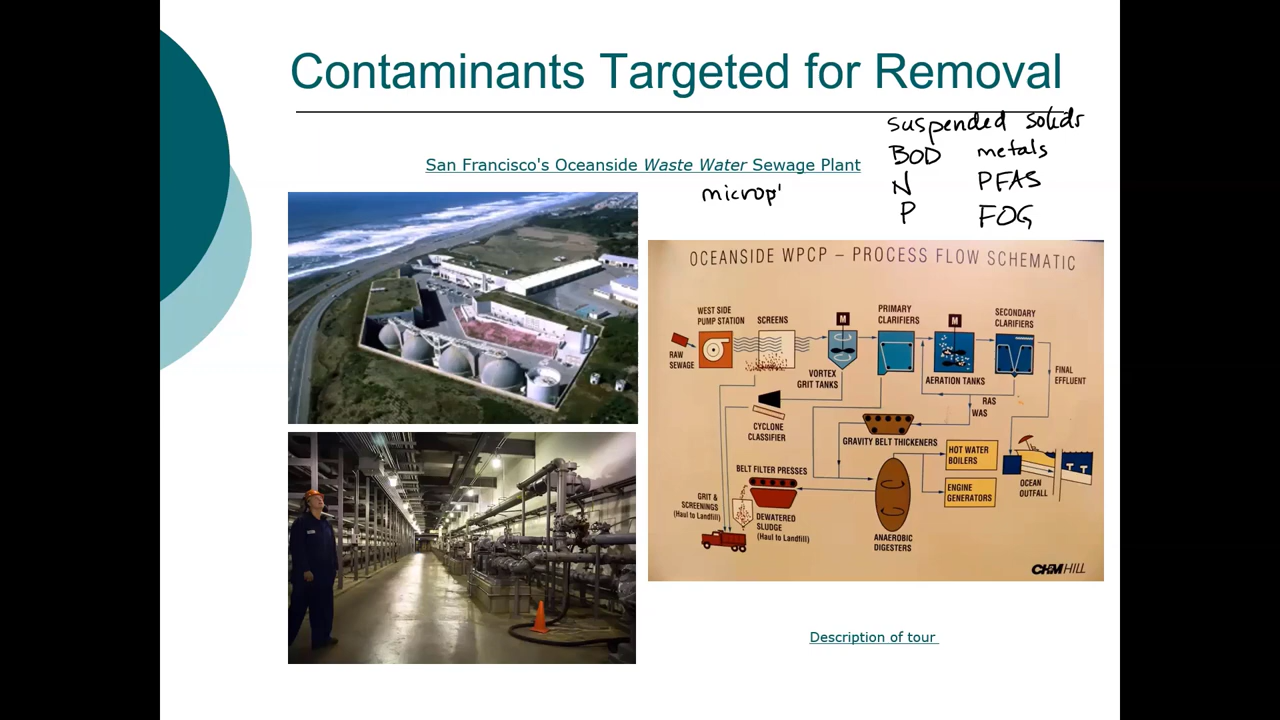 Contaminants Targeted for Removal
suspended solids
BOD metals
San Francisco's Oceanside Waste Water Sewage Plant
N PFAS
microp'
P FOG
OCEANSIDE WPCP – PROCESS FLOW SCHEMATIC
WEST SIDE
PUMP STATION
SCREENS
M
PRIMARY
CLARIFIERS
M
SECONDARY
CLARIFIERS
RAW
SEWAGE
VORTEX
GRIT TANKS
AERATION TANKS
FINAL
EFFLUENT
RAS
WAS
CYCLONE
CLASSIFIER
GRAVITY BELT THICKENERS
HOT WATER
BOILERS
BELT FILTER PRESSES
ENGINE
GENERATORS
OCEAN
OUTFALL
GRIT &
SCREENINGS
(Haul to Landfill)
DEWATERED
SLUDGE
(Haul to Landfill)
ANAEROBIC
DIGESTERS
CH2M HILL
Description of tour